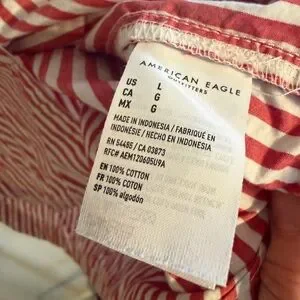 AMERICAN EAGLE
OUTFITTERS
US L
CA G
MX G
MADE IN INDONESIA / FABRIQUÉ EN
INDONÉSIE / HECHO EN INDONESIA
RN 54485 / CA 03873
RFC# AEM120605U9A
EN 100% COTTON
FR 100% COTON
SP 100% algodón